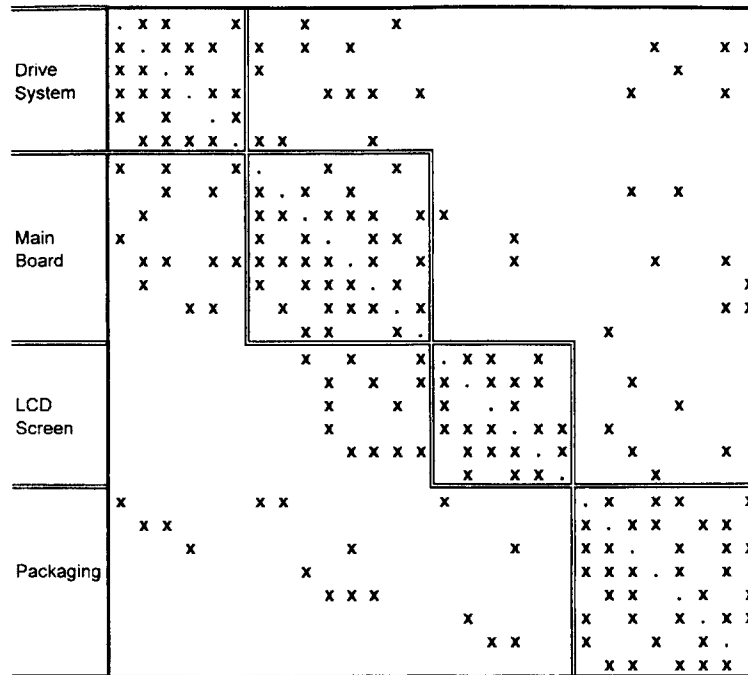 . X X X X X
X . X X X X X X X X X
Drive
X X . X X X
System
X X X . X X X X X X X X
X X . X
X X X X . X X X
X X X . X X
X X X . X X X X
X X X . X X X X X
Main
X X X . X X X
Board
X X X X X X X X . X X X X X
X X X X X . X X
X X X X X X . X X X
X X X . X
X X X . X X X
X X X X . X X X X
LCD
X X X . X X
Screen
X X X X . X X X
X X X X X X X . X X X
X X X . X
X X X X . X X X X
X X X . X X X X
X X X X X . X X X
Packaging
X X X X . X X
X X X X X . X X
X X X X . X X
X X X X X .
X X X X X